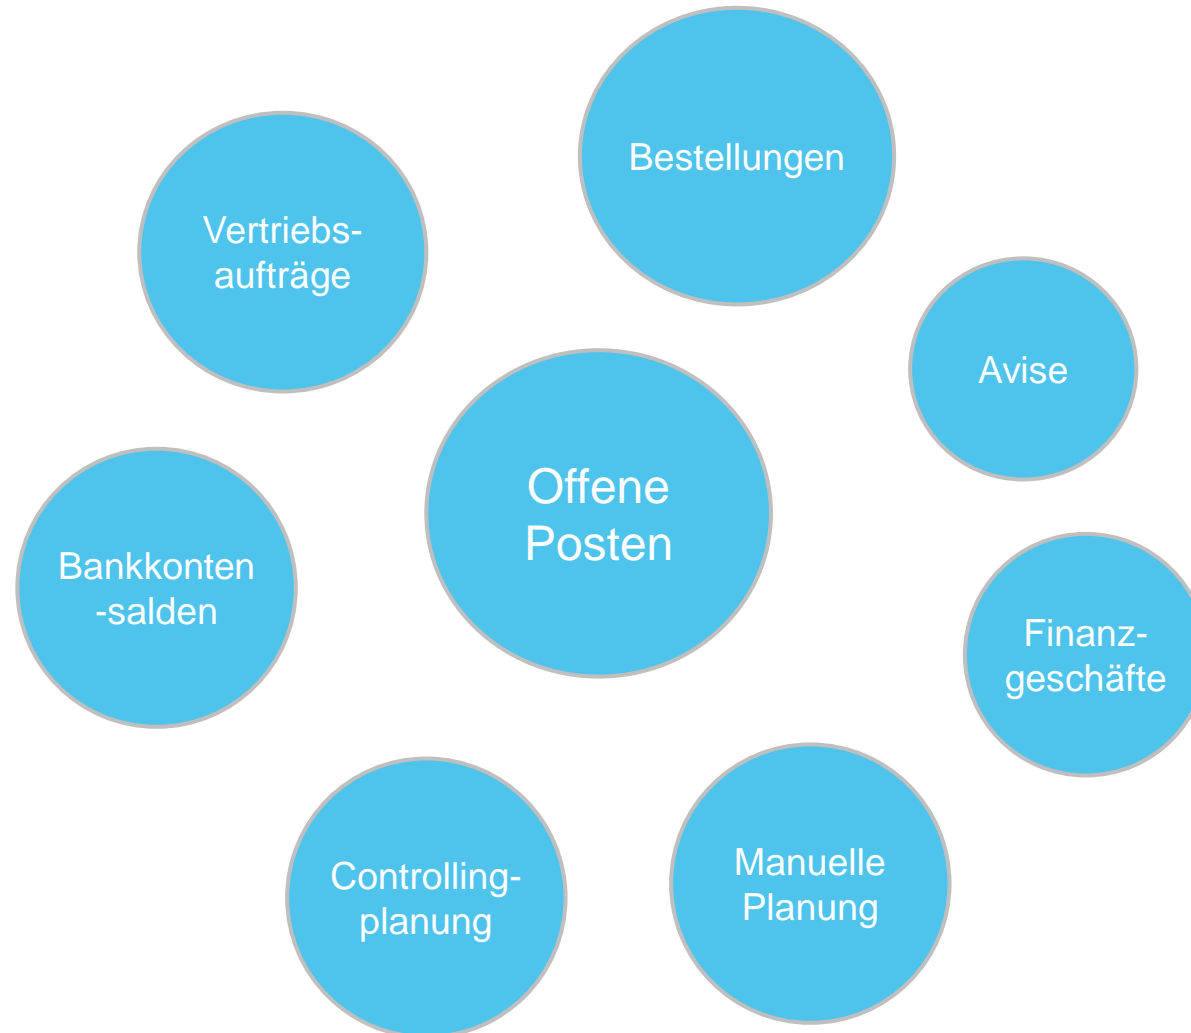 Bestellungen
Vertriebs-
aufträge
Avise
Offene
Posten
Bankkonten
-salden
Finanz-
geschäfte
Controlling-
planung
Manuelle
Planung